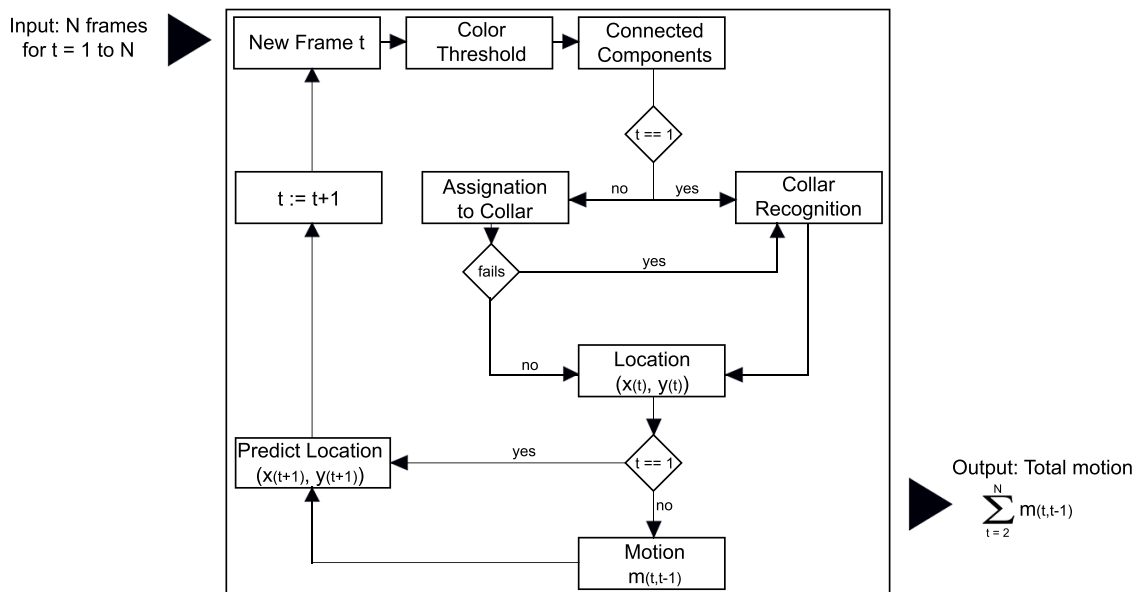 Input: N frames
for t = 1 to N
New Frame t
Color
Threshold
Connected
Components
t == 1
no
yes
t := t+1
Assignation
to Collar
Collar
Recognition
fails
yes
no
Location
(x(t), y(t))
t == 1
yes
no
Predict Location
(x(t+1), y(t+1))
Motion
m(t,t-1)
Output: Total motion
N
∑ m(t,t-1)
t = 2